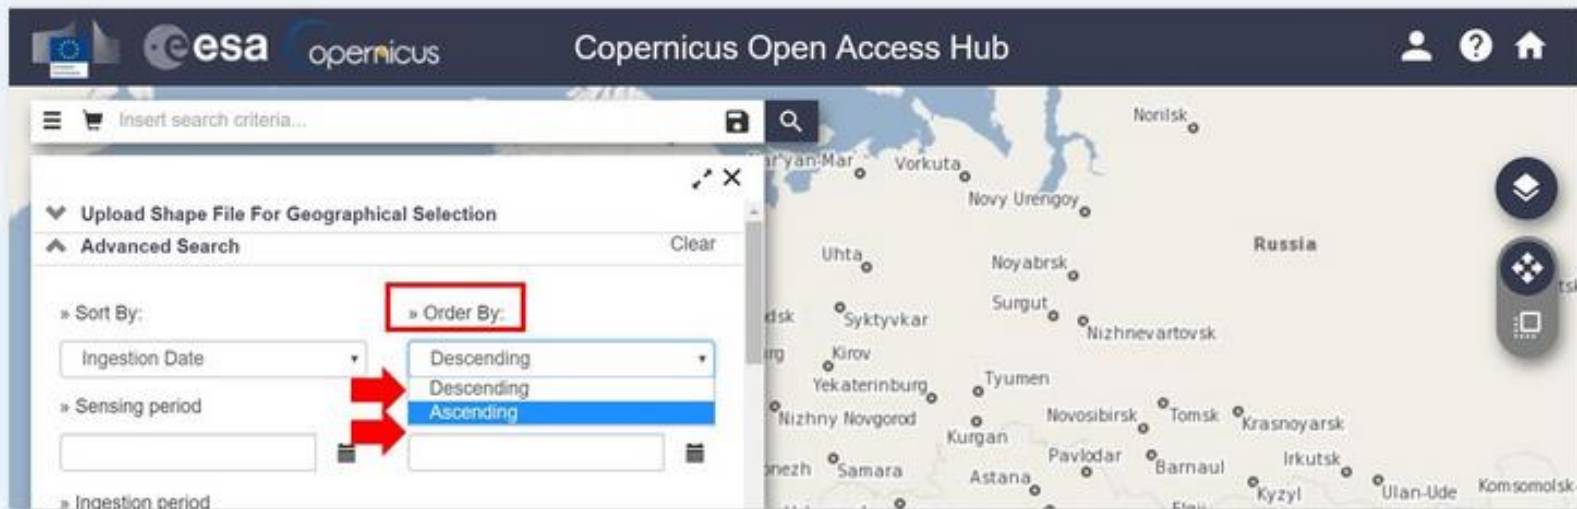 esa opernicus Copernicus Open Access Hub
Insert search criteria...
Upload Shape File For Geographical Selection
Advanced Search Clear
» Sort By: » Order By:
Ingestion Date Descending
Descending
Ascending
» Sensing period
» Ingestion period
Norilsk
Vorkuta
Novy Urengoy
Russia
Uhta
Noyabrsk
Surgut
Syktyvkar
Nizhnevartovsk
Kirov
Yekaterinburg
Tyumen
Nizhny Novgorod
Novosibirsk
Tomsk
Krasnoyarsk
Kurgan
Pavlodar
Barnaul
Irkutsk
Samara
Astana
Kyzyl
Ulan-Ude
Komsomolsk-